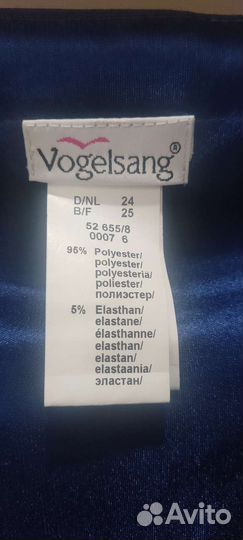 Vogelsang®
D/NL 24
B/F 25
52 655/8
0007 6
95% Polyester/
polyester/
polyesteria/
poliester/
полиэстер/
5% Elasthan/
elastane/
élasthanne/
elasthan/
elastan/
elastaania/
эластан/
Avito